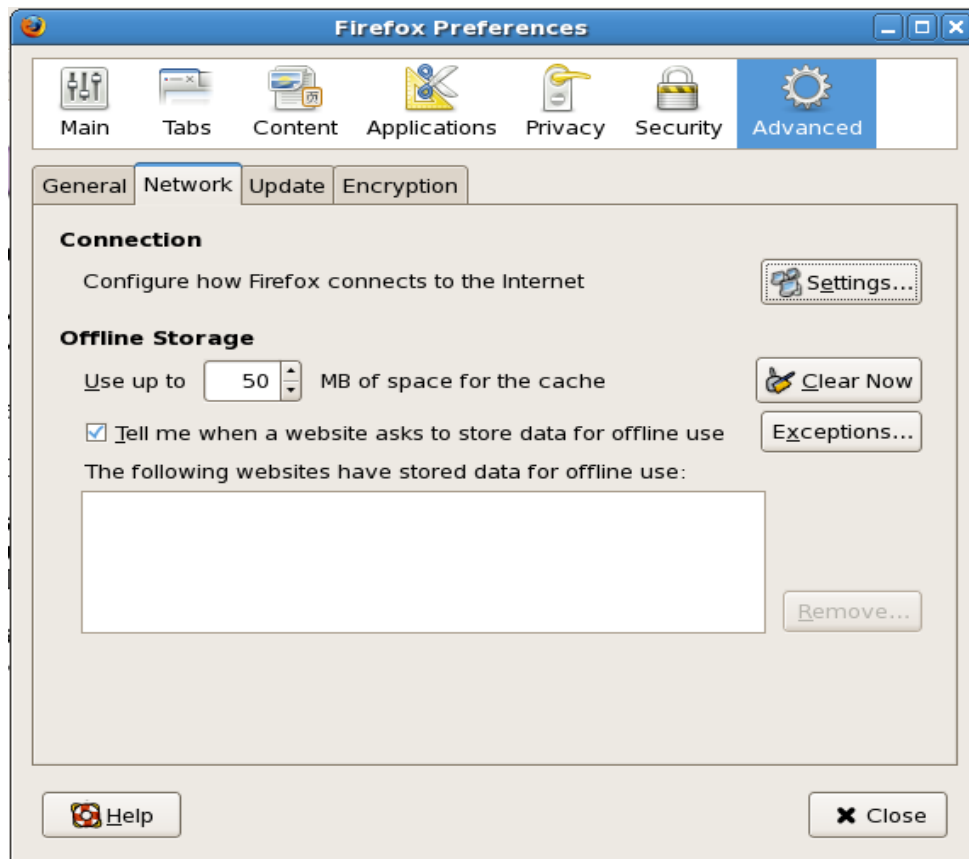 Firefox Preferences
Main Tabs Content Applications Privacy Security Advanced
General Network Update Encryption
Connection
Configure how Firefox connects to the Internet Settings...
Offline Storage
Use up to 50 MB of space for the cache Clear Now
Tell me when a website asks to store data for offline use Exceptions...
The following websites have stored data for offline use:
Remove...
Help Close